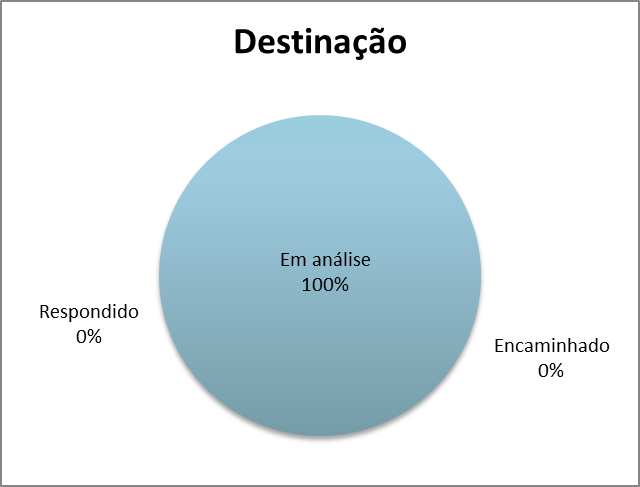 Destinação
Em análise
100%
Respondido
0%
Encaminhado
0%